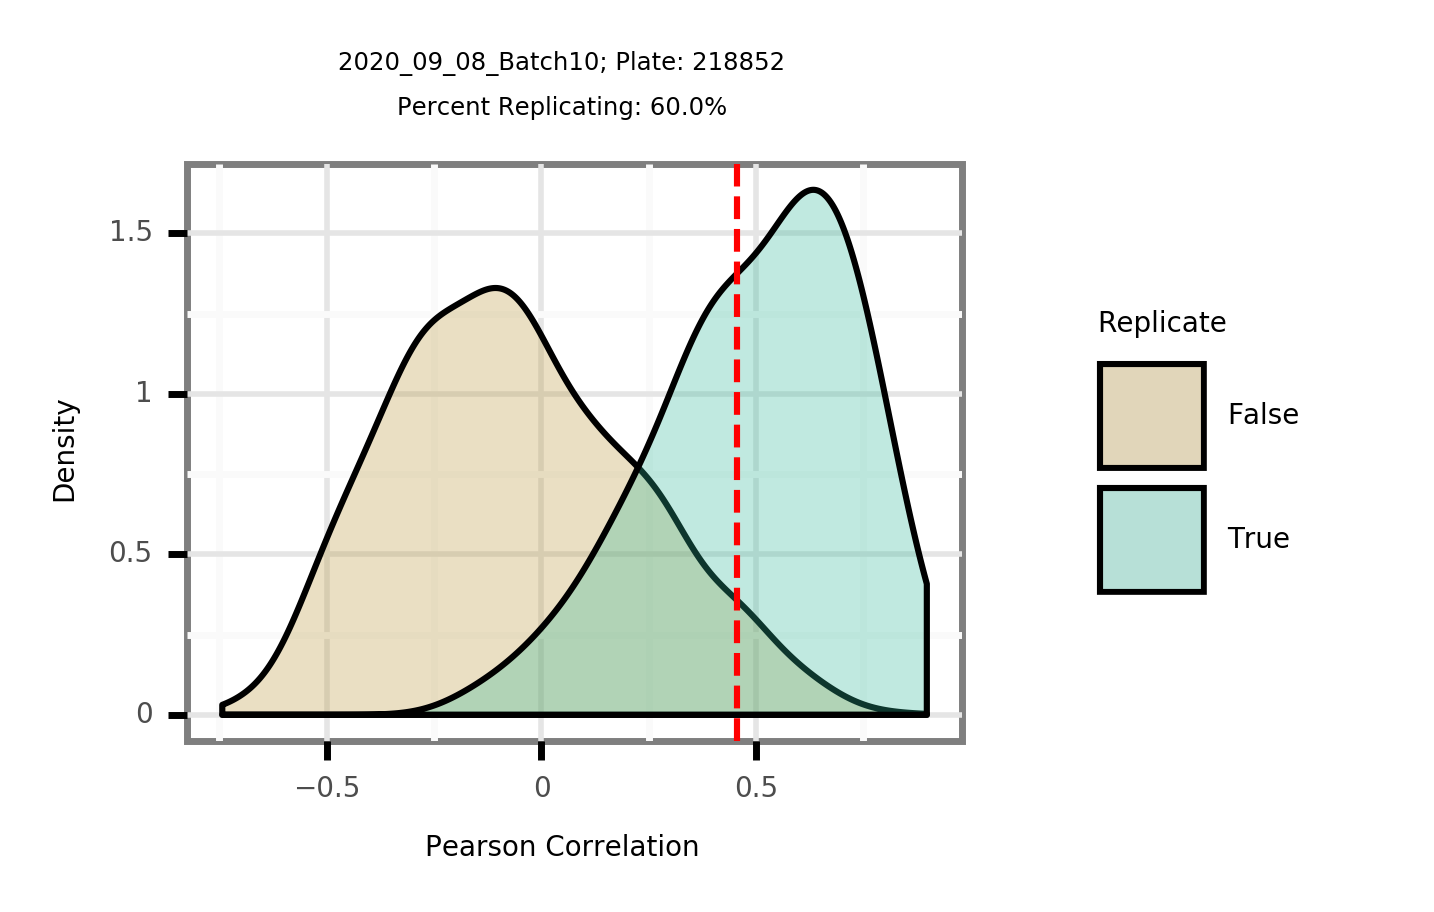 2020_09_08_Batch10; Plate: 218852
Percent Replicating: 60.0%
1.5
1
0.5
0
Density
−0.5
0
0.5
Pearson Correlation
Replicate
False
True